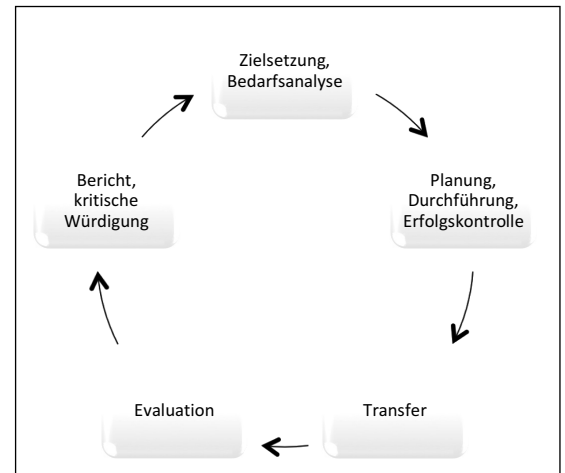 Zielsetzung,
Bedarfsanalyse
Planung,
Durchführung,
Erfolgskontrolle
Transfer
Evaluation
Bericht,
kritische
Würdigung